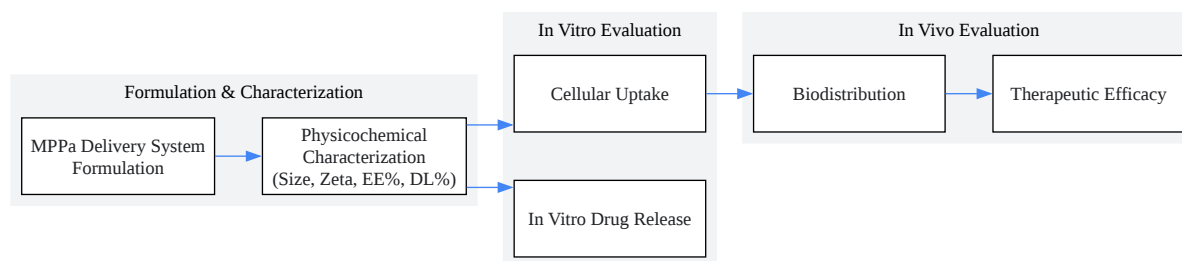 Formulation & Characterization
MPPa Delivery System
Formulation
Physicochemical
Characterization
(Size, Zeta, EE%, DL%)
In Vitro Evaluation
Cellular Uptake
In Vitro Drug Release
In Vivo Evaluation
Biodistribution
Therapeutic Efficacy